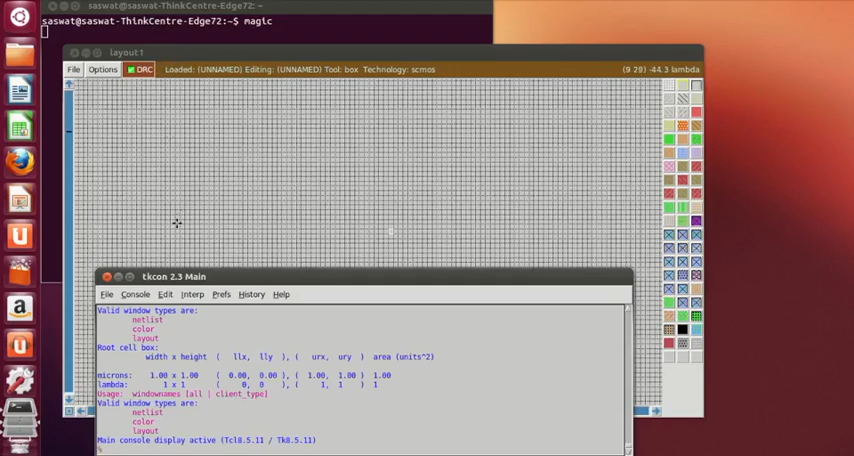 saswat@saswat-ThinkCentre-Edge72: ~
saswat@saswat-ThinkCentre-Edge72:~$ magic
layout1
File Options DRC Loaded: (UNNAMED) Editing: (UNNAMED) Tool: box Technology: scmos (9 29) -44.3 lambda
tkcon 2.3 Main
File Console Edit Interp Prefs History Help
Valid window types are:
netlist
color
layout
Root cell box:
width x height ( llx, lly ), ( urx, ury ) area (units^2)
microns: 1.00 x 1.00 ( 0.00, 0.00 ), ( 1.00, 1.00 ) 1.00
lambda: 1 x 1 ( 0, 0 ), ( 1, 1 ) 1
Usage: windownames [all | client_type]
Valid window types are:
netlist
color
layout
Main console display active (Tcl8.5.11 / Tk8.5.11)
%